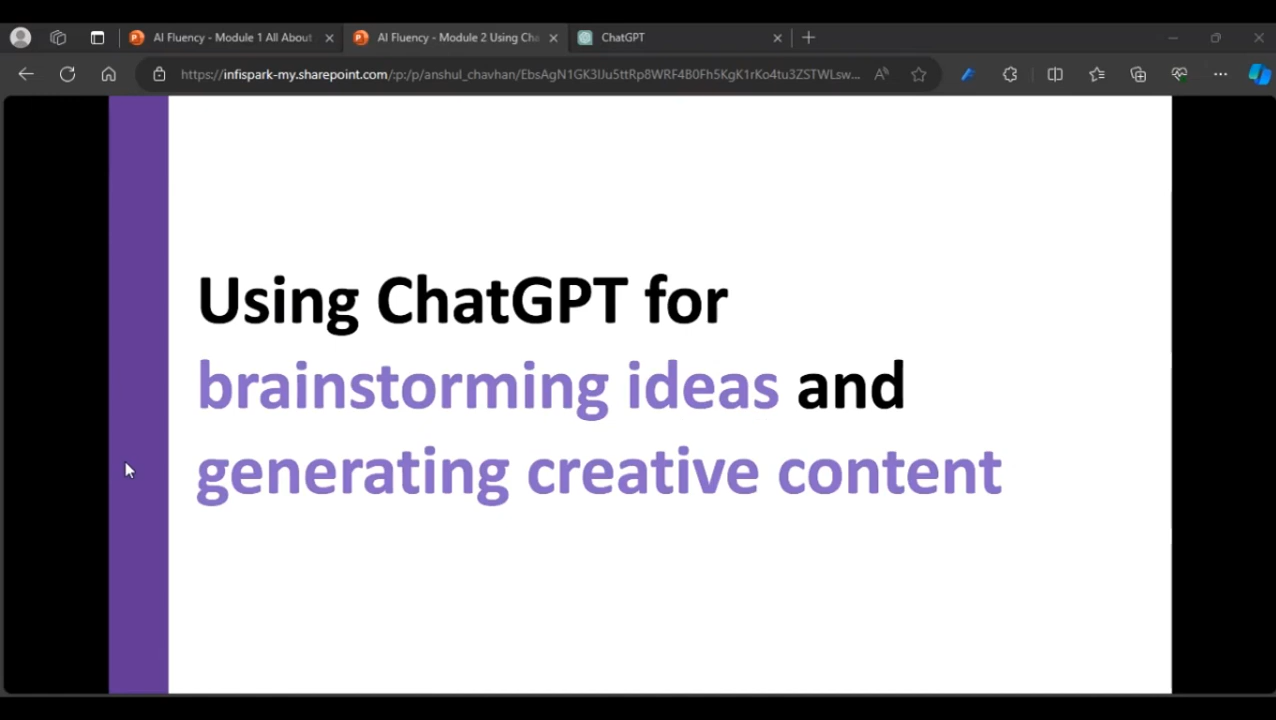 AI Fluency - Module 1 All About
AI Fluency - Module 2 Using Cha
ChatGPT
Using ChatGPT for
brainstorming ideas and
generating creative content